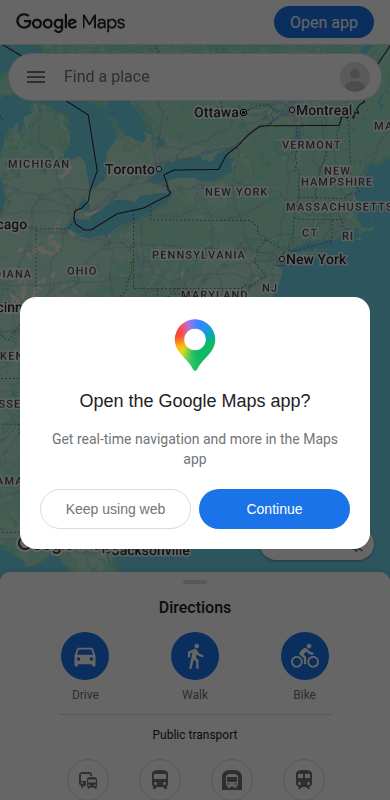 Google Maps
Open app
Find a place
Ottawa
Montreal
MICHIGAN
Toronto
VERMONT
NEW
HAMPSHIRE
NEW YORK
MASSACHUSETTS
cago
CT
RI
PENNSYLVANIA
New York
OHIO
IANA
NJ
MARYLAND
Open the Google Maps app?
Get real-time navigation and more in the Maps
app
Keep using web
Continue
Jacksonville
Directions
Drive
Walk
Bike
Public transport